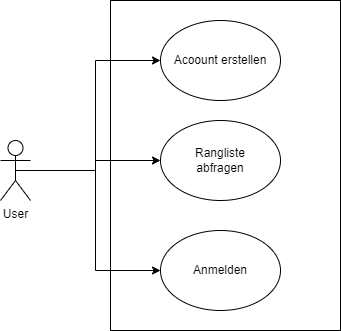 Acoount erstellen
Rangliste
abfragen
User
Anmelden